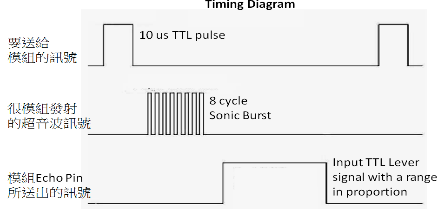 Timing Diagram
要送給
模組的訊號
10 us TTL pulse
很模組發射
的超音波訊號
8 cycle
Sonic Burst
模組Echo Pin
所送出的訊號
Input TTL Lever
signal with a range
in proportion